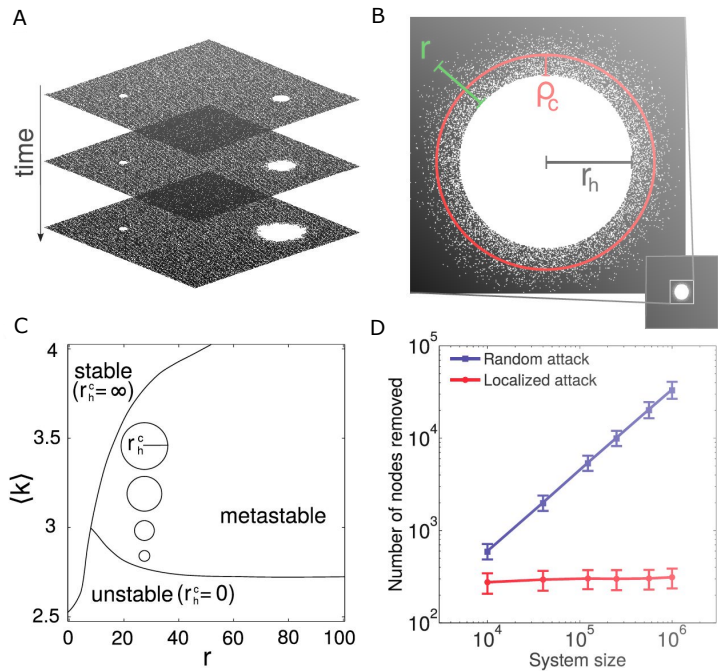 A
time
B
r
ρc
rh
C
⟨k⟩
4
3.5
3
2.5
stable
(r_h^c=∞)
r_h^c
metastable
unstable (r_h^c=0)
0 20 40 60 80 100
r
D
Number of nodes removed
10^5
10^4
10^3
10^2
Random attack
Localized attack
10^4 10^5 10^6
System size